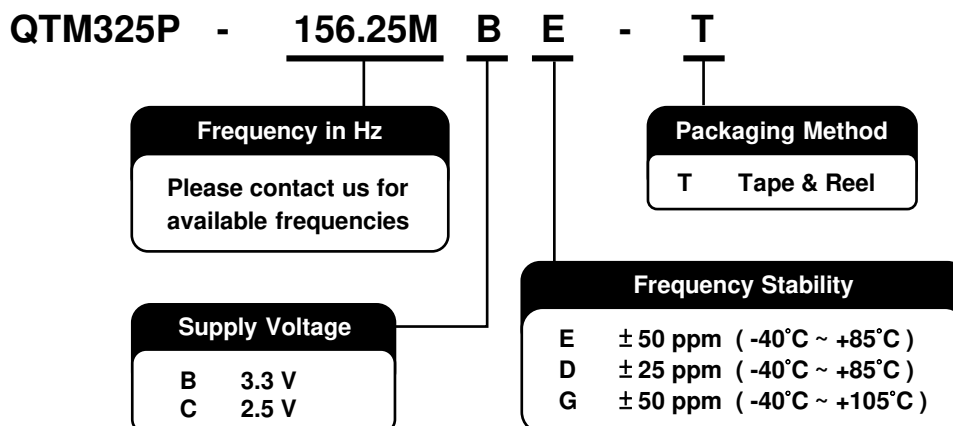 QTM325P - 156.25M B E - T
Frequency in Hz
Please contact us for
available frequencies
Packaging Method
T Tape & Reel
Supply Voltage
B 3.3 V
C 2.5 V
Frequency Stability
E ±50 ppm ( -40°C ~ +85°C )
D ±25 ppm ( -40°C ~ +85°C )
G ±50 ppm ( -40°C ~ +105°C )